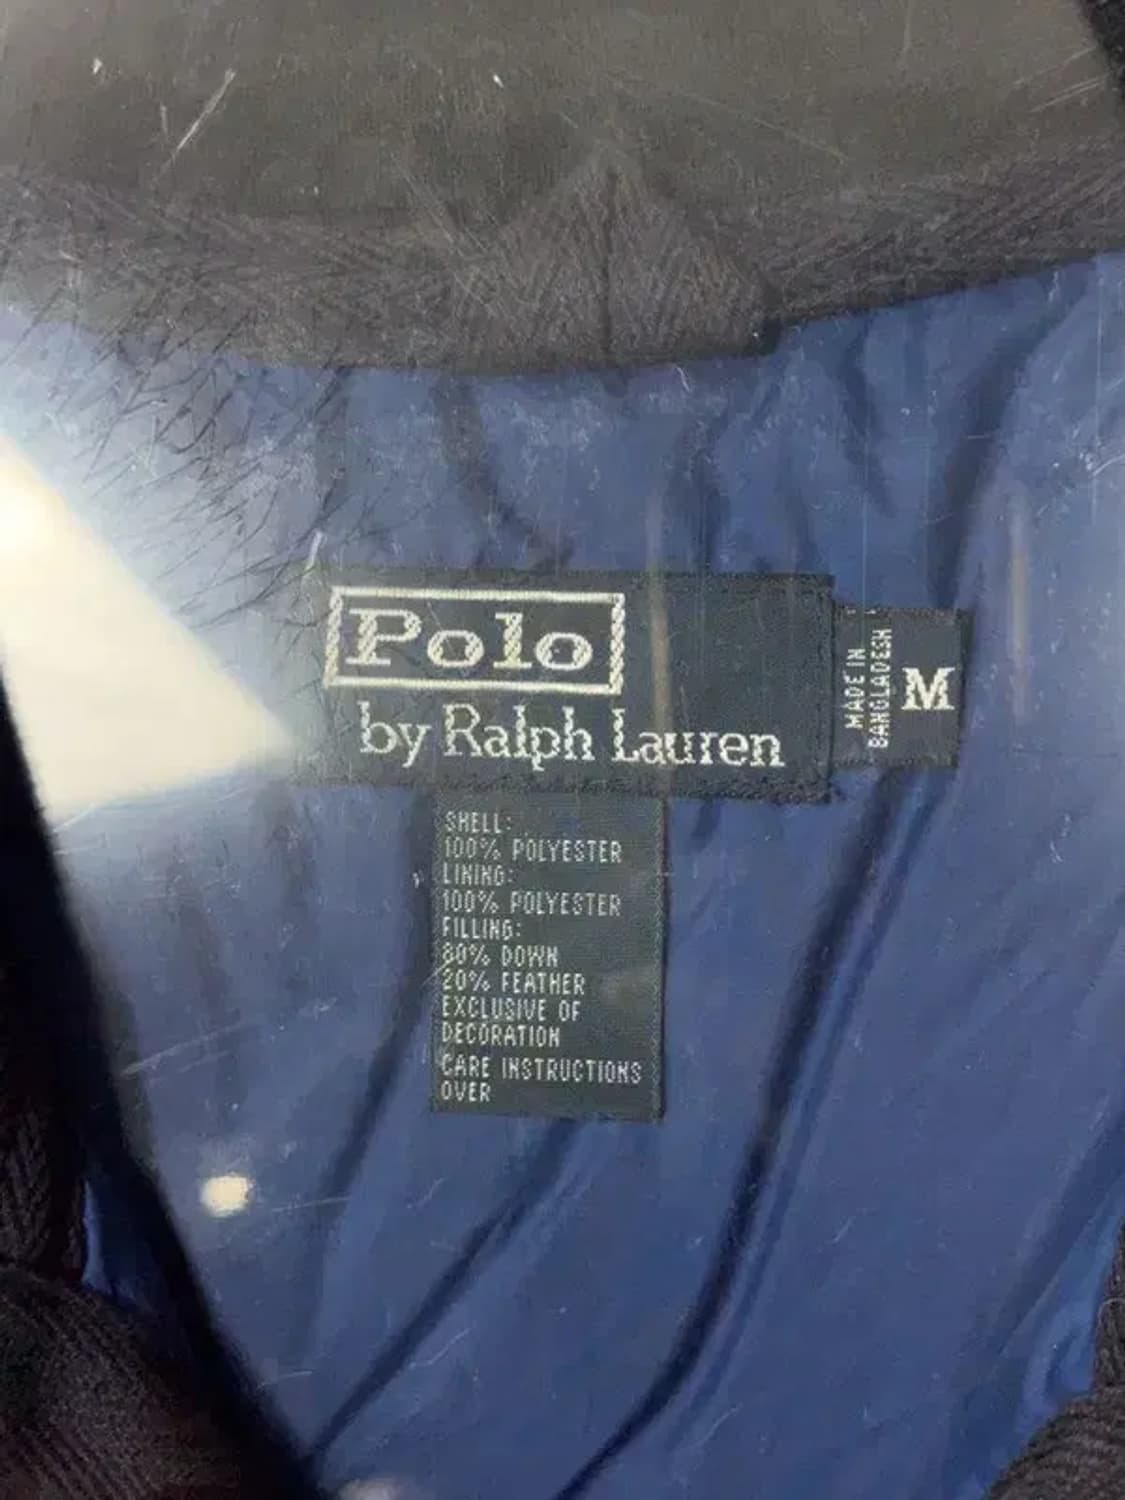 Polo
by Ralph Lauren
MADE IN
BANGLADESH
M
SHELL:
100% POLYESTER
LINING:
100% POLYESTER
FILLING:
80% DOWN
20% FEATHER
EXCLUSIVE OF
DECORATION
CARE INSTRUCTIONS
OVER